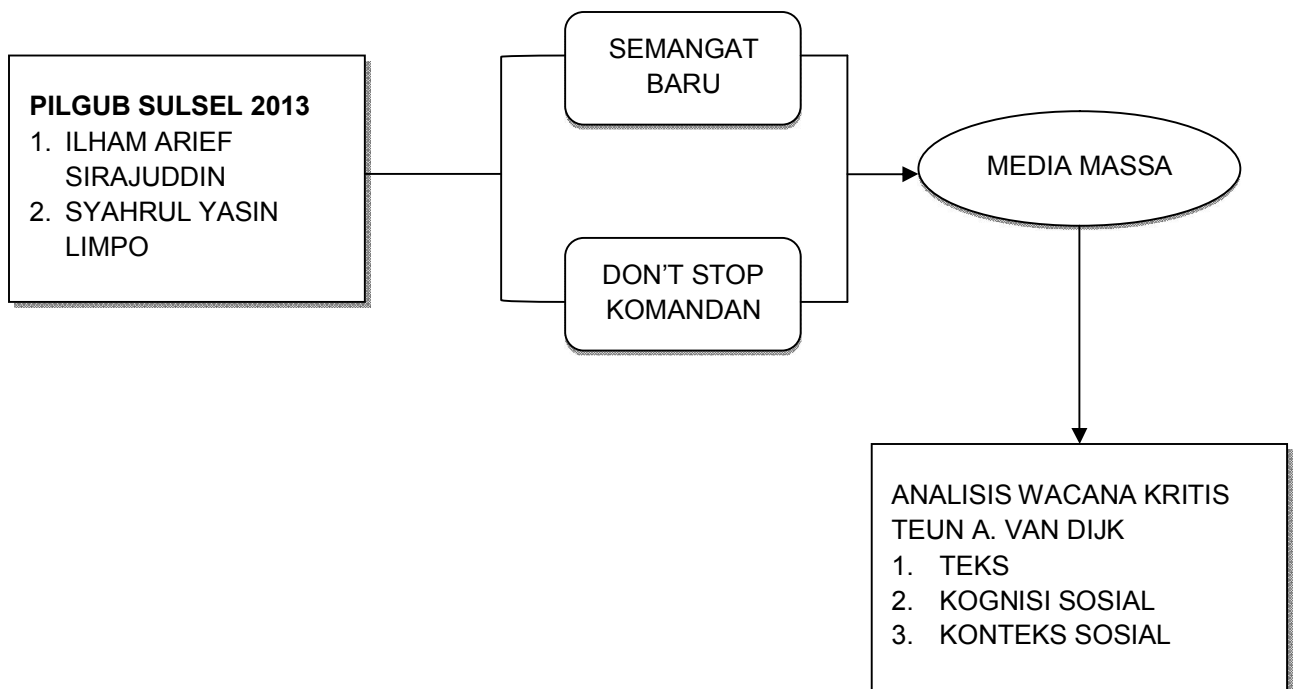 PILGUB SULSEL 2013
1. ILHAM ARIEF
SIRAJUDDIN
2. SYAHRUL YASIN
LIMPO
SEMANGAT
BARU
DON’T STOP
KOMANDAN
MEDIA MASSA
ANALISIS WACANA KRITIS
TEUN A. VAN DIJK
1. TEKS
2. KOGNISI SOSIAL
3. KONTEKS SOSIAL